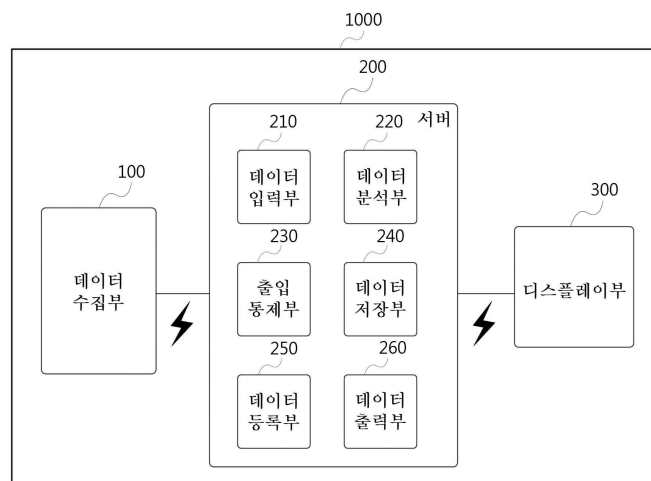 1000
200
서버
210
220
데이터
입력부
데이터
분석부
100
데이터
수집부
230
240
출입
통제부
데이터
저장부
300
디스플레이부
250
260
데이터
등록부
데이터
출력부